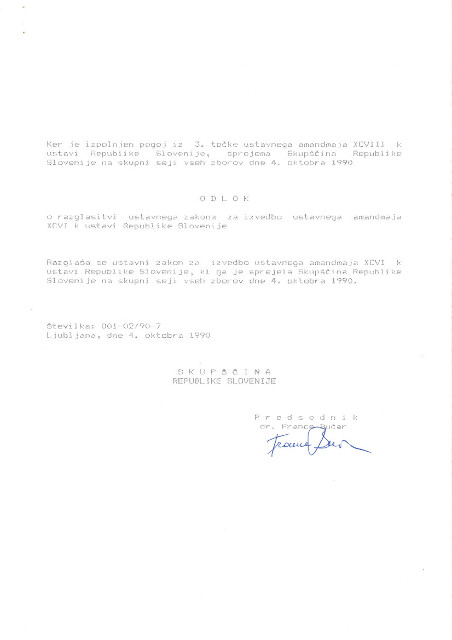 Ker je izpolnjen pogoj iz 3. točke ustavnega amandmaja XCVIII k
ustavi Republike Slovenije, sprejema Skupščina Republike
Slovenije na skupni seji vseh zborov dne 4. oktobra 1990
O D L O K
o razglasitvi ustavnega zakona za izvedbo ustavnega amandmaja
XCVI k ustavi Republike Slovenije
Razglaša se ustavni zakon za izvedbo ustavnega amandmaja XCVI k
ustavi Republike Slovenije, ki ga je sprejela Skupščina Republike
Slovenije na skupni seji vseh zborov dne 4. oktobra 1990.
Številka: 001-02/90-7
Ljubljana, dne 4. oktobra 1990
S K U P Š Č I N A
REPUBLIKE SLOVENIJE
P r e d s e d n i k
dr. France Bučar
France Bučar